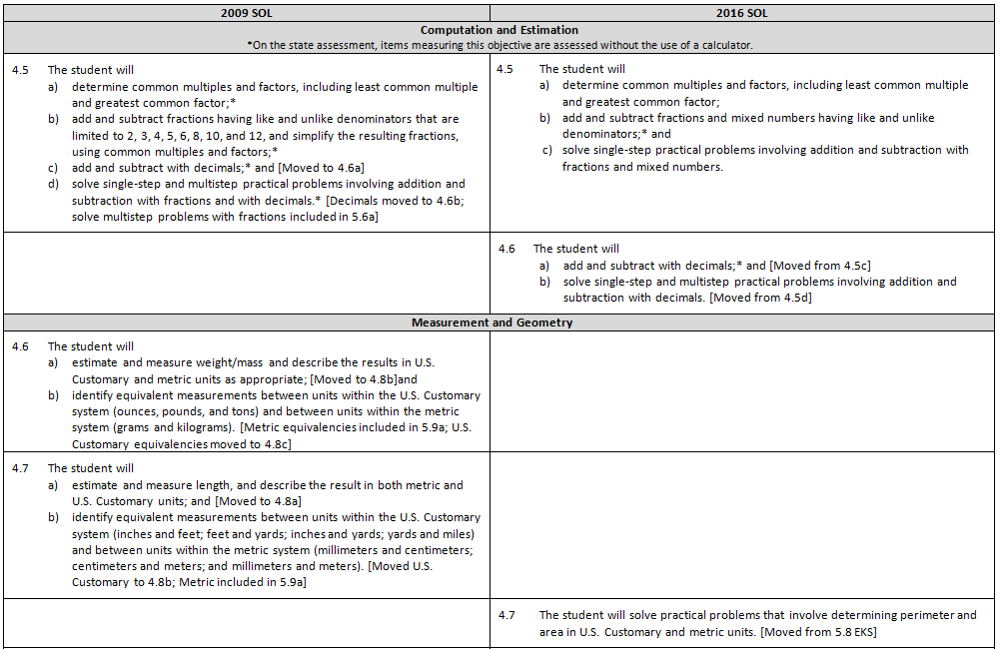 2009 SOL
2016 SOL
Computation and Estimation
*On the state assessment, items measuring this objective are assessed without the use of a calculator.
4.5 The student will
a) determine common multiples and factors, including least common multiple
and greatest common factor;*
b) add and subtract fractions having like and unlike denominators that are
limited to 2, 3, 4, 5, 6, 8, 10, and 12, and simplify the resulting fractions,
using common multiples and factors;*
c) add and subtract with decimals;* and [Moved to 4.6a]
d) solve single-step and multistep practical problems involving addition and
subtraction with fractions and with decimals.* [Decimals moved to 4.6b;
solve multistep problems with fractions included in 5.6a]
4.5 The student will
a) determine common multiples and factors, including least common multiple
and greatest common factor;
b) add and subtract fractions and mixed numbers having like and unlike
denominators;* and
c) solve single-step practical problems involving addition and subtraction with
fractions and mixed numbers.
4.6 The student will
a) add and subtract with decimals;* and [Moved from 4.5c]
b) solve single-step and multistep practical problems involving addition and
subtraction with decimals. [Moved from 4.5d]
Measurement and Geometry
4.6 The student will
a) estimate and measure weight/mass and describe the results in U.S.
Customary and metric units as appropriate; [Moved to 4.8b]and
b) identify equivalent measurements between units within the U.S. Customary
system (ounces, pounds, and tons) and between units within the metric
system (grams and kilograms). [Metric equivalencies included in 5.9a; U.S.
Customary equivalencies moved to 4.8c]
4.7 The student will
a) estimate and measure length, and describe the result in both metric and
U.S. Customary units; and [Moved to 4.8a]
b) identify equivalent measurements between units within the U.S. Customary
system (inches and feet; feet and yards; inches and yards; yards and miles)
and between units within the metric system (millimeters and centimeters;
centimeters and meters; and millimeters and meters). [Moved U.S.
Customary to 4.8b; Metric included in 5.9a]
4.7 The student will solve practical problems that involve determining perimeter and
area in U.S. Customary and metric units. [Moved from 5.8 EKS]